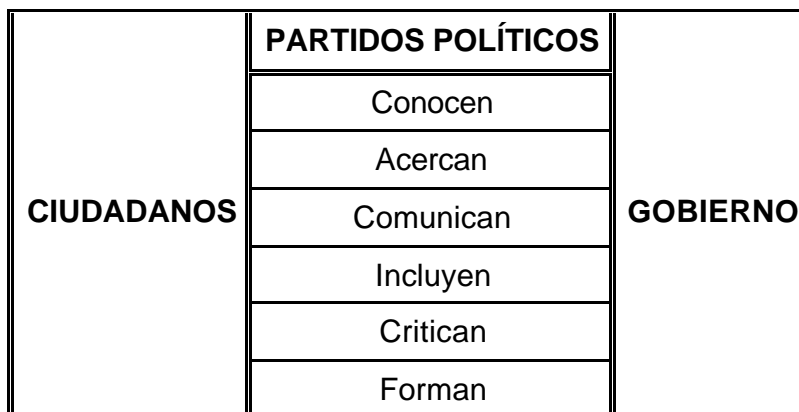 PARTIDOS POLÍTICOS
Conocen
Acercan
CIUDADANOS Comunican GOBIERNO
Incluyen
Critican
Forman